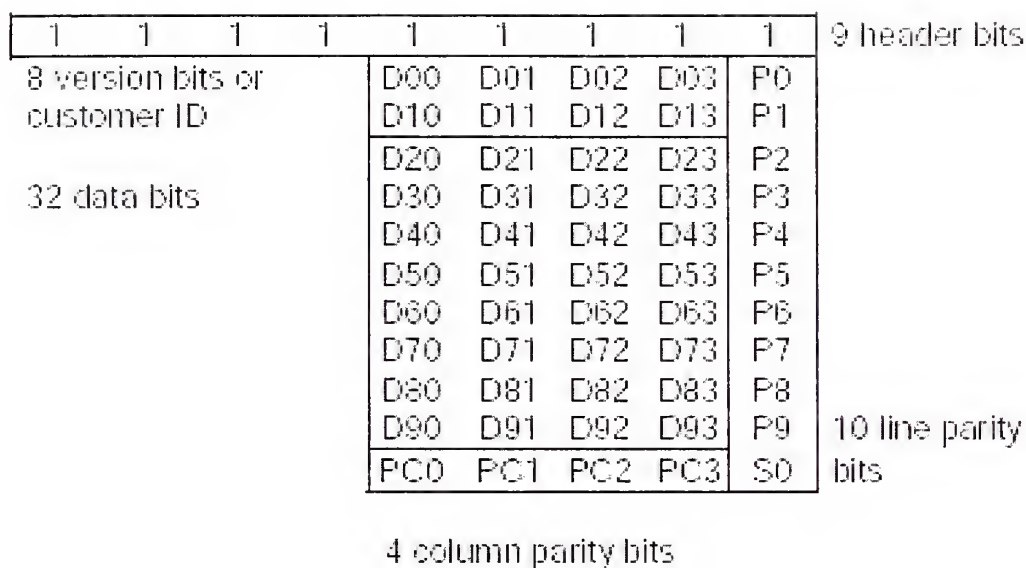 1 1 1 1 1 1 1 1 1 9 header bits
8 version bits or D00 D01 D02 D03 P0
customer ID D10 D11 D12 D13 P1
D20 D21 D22 D23 P2
32 data bits D30 D31 D32 D33 P3
D40 D41 D42 D43 P4
D50 D51 D52 D53 P5
D60 D61 D62 D63 P6
D70 D71 D72 D73 P7
D80 D81 D82 D83 P8
D90 D91 D92 D93 P9 10 line parity
PC0 PC1 PC2 PC3 S0 bits
4 column parity bits